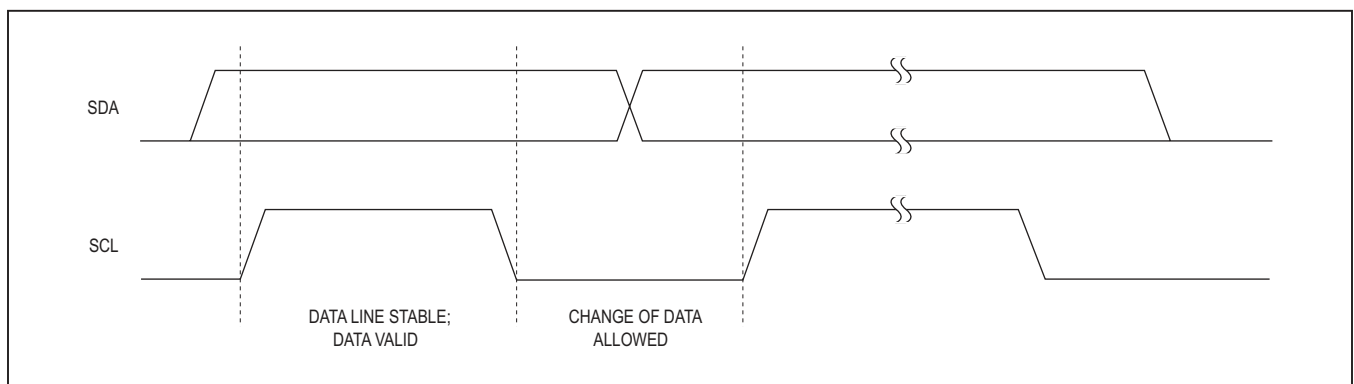 SDA
SCL
DATA LINE STABLE;
DATA VALID
CHANGE OF DATA
ALLOWED